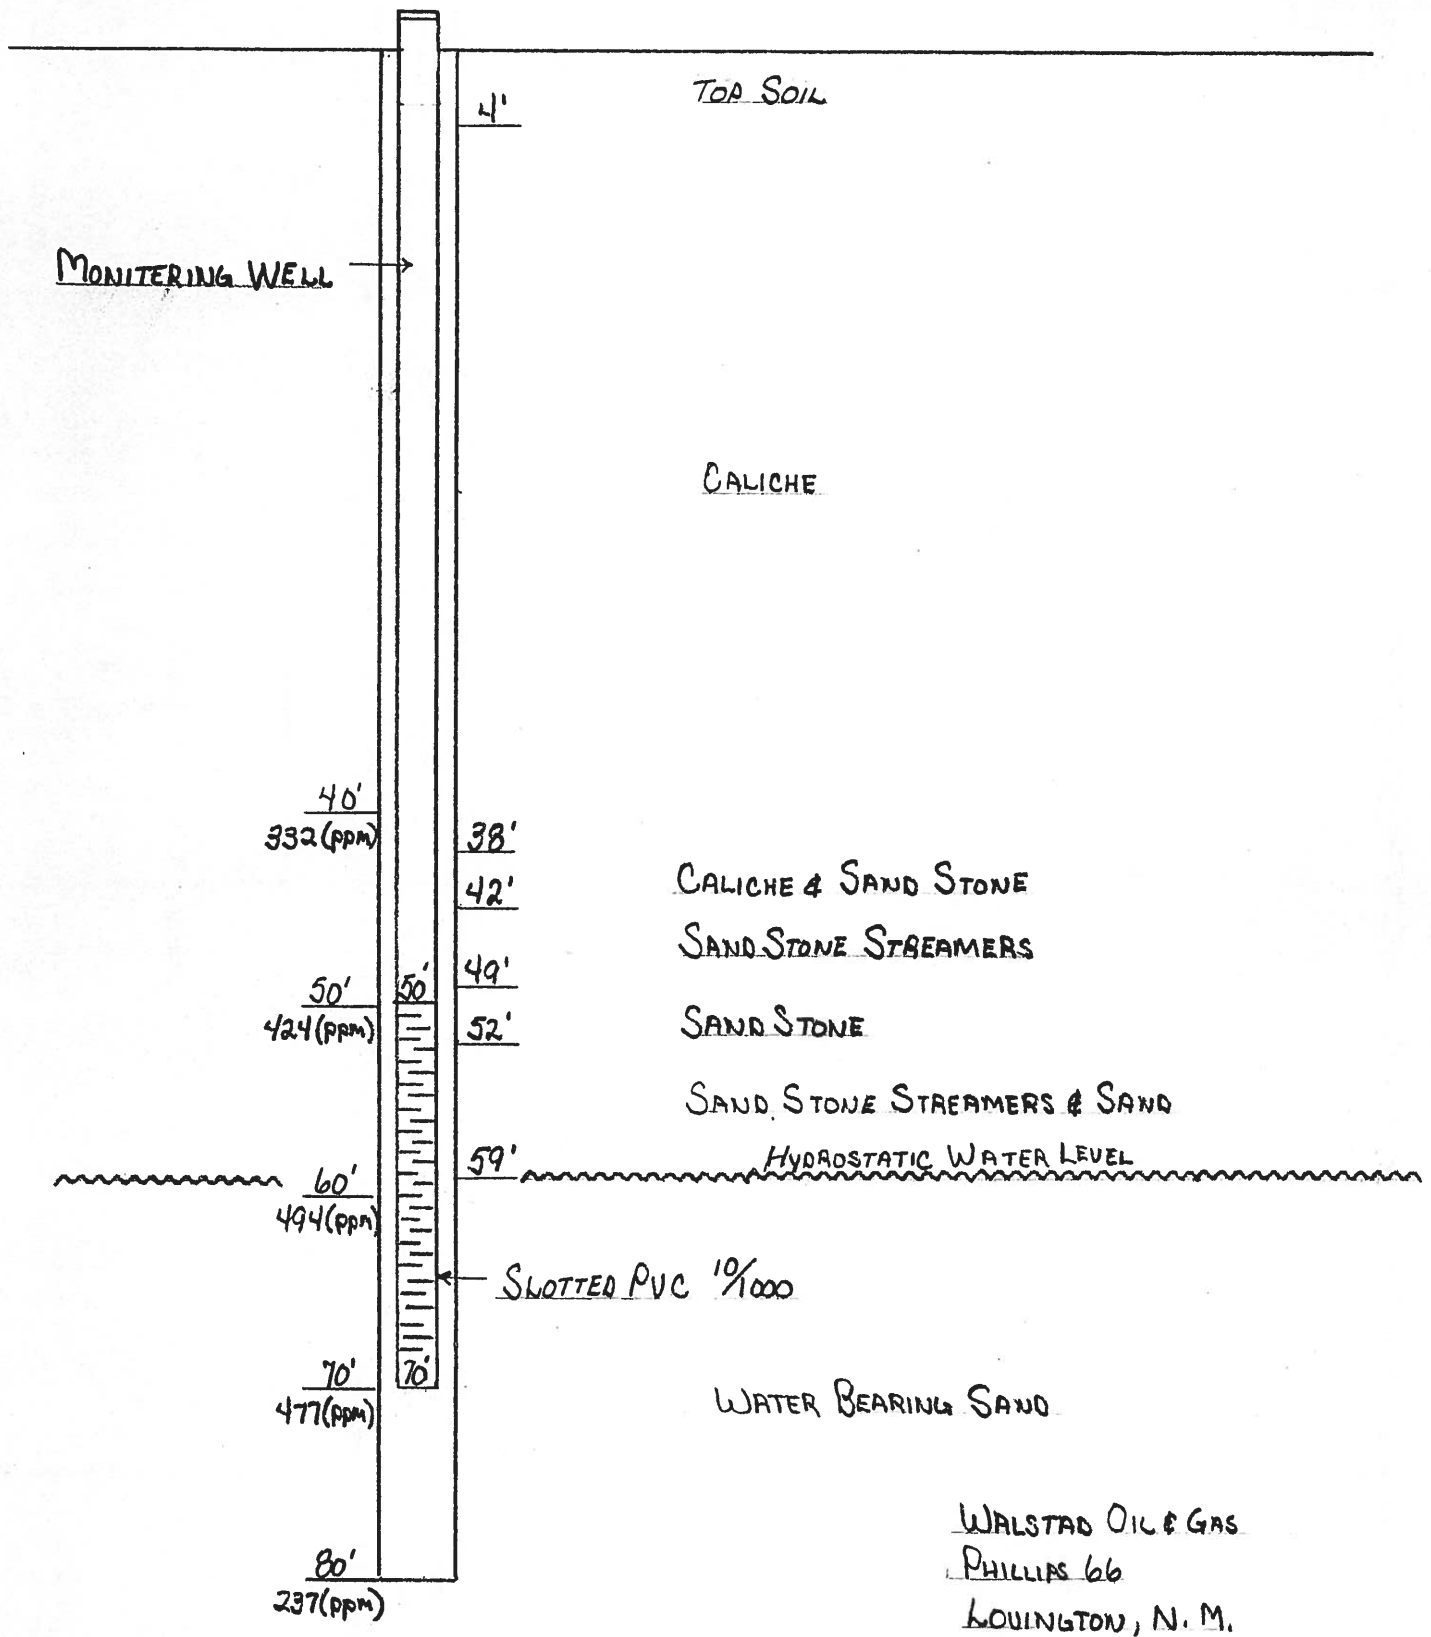 TOP SOIL
4'
MONITERING WELL
CALICHE
40'
332 (ppm)
38'
CALICHE & SAND STONE
42'
SAND STONE STREAMERS
49'
50'
50'
424 (ppm)
52'
SAND STONE
SAND STONE STREAMERS & SAND
59'
HYDROSTATIC WATER LEVEL
60'
494 (ppm)
SLOTTED PVC 10/1000
70'
70'
477 (ppm)
WATER BEARING SAND
80'
237 (ppm)
WALSTAD OIL & GAS
PHILLIPS 66
LOVINGTON, N. M.